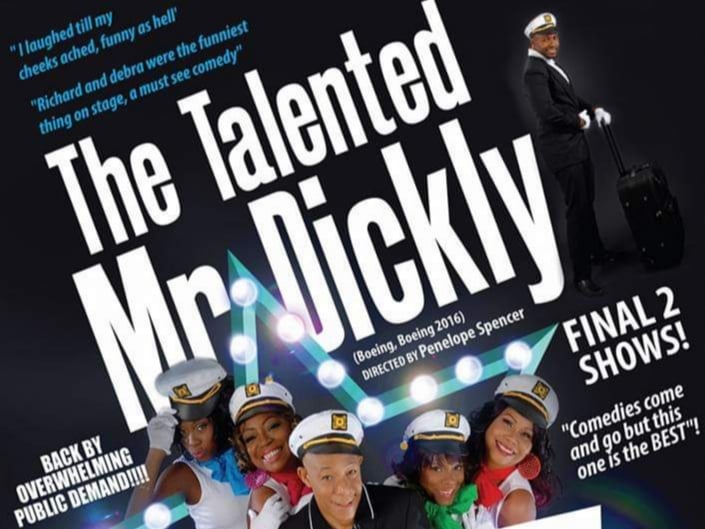 "I laughed till my
cheeks ached, funny as hell'
"Richard and debra were the funniest
thing on stage, a must see comedy"
The Talented
Mr Dickly
(Boeing, Boeing 2016)
DIRECTED BY Penelope Spencer
FINAL 2
SHOWS!
"Comedies come
and go but this
one is the BEST"!
BACK BY
OVERWHELMING
PUBLIC DEMAND!!!!